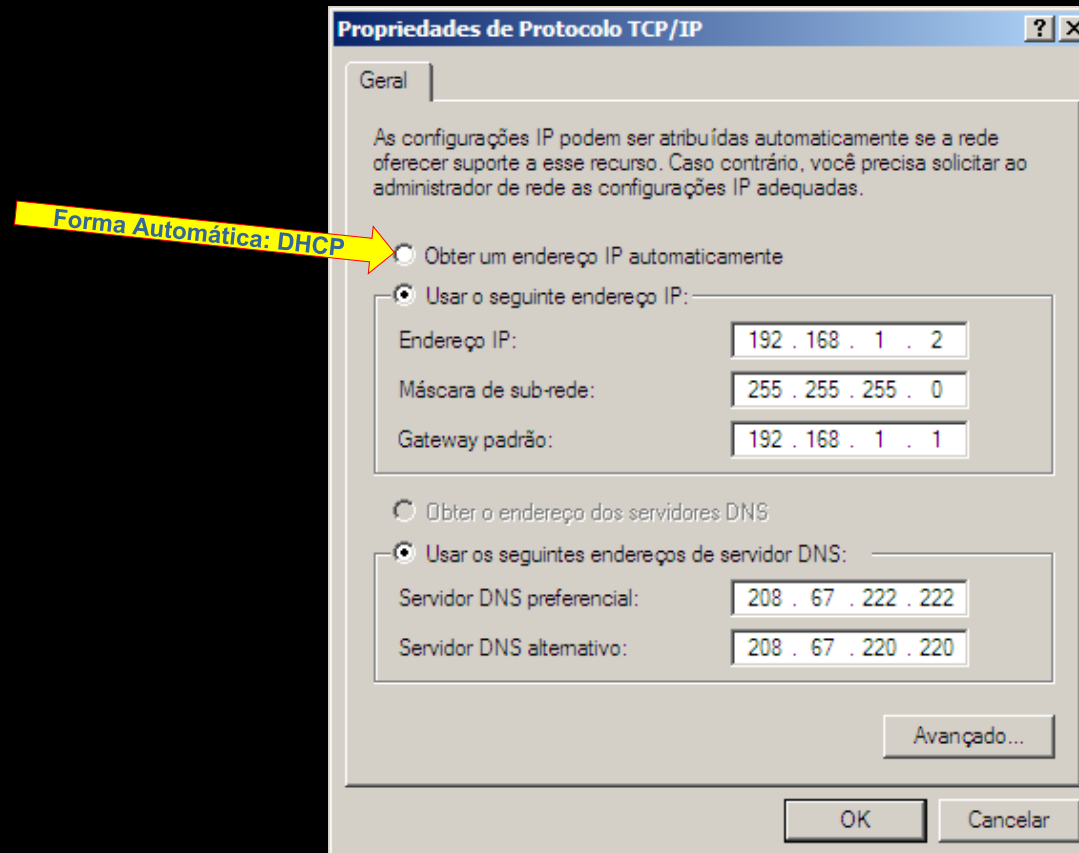 Propriedades de Protocolo TCP/IP
Geral
As configurações IP podem ser atribuídas automaticamente se a rede
oferecer suporte a esse recurso. Caso contrário, você precisa solicitar ao
administrador de rede as configurações IP adequadas.
Forma Automática: DHCP
Obter um endereço IP automaticamente
Usar o seguinte endereço IP:
Endereço IP: 192 . 168 . 1 . 2
Máscara de sub-rede: 255 . 255 . 255 . 0
Gateway padrão: 192 . 168 . 1 . 1
Obter o endereço dos servidores DNS
Usar os seguintes endereços de servidor DNS:
Servidor DNS preferencial: 208 . 67 . 222 . 222
Servidor DNS alternativo: 208 . 67 . 220 . 220
Avançado...
OK Cancelar